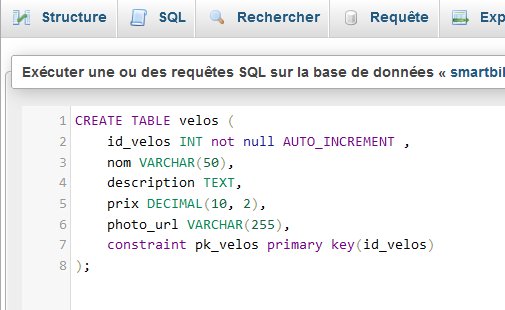 Structure SQL Rechercher Requête Exp
Exécuter une ou des requêtes SQL sur la base de données « smartbi
1 CREATE TABLE velos (
2 id_velos INT not null AUTO_INCREMENT ,
3 nom VARCHAR(50),
4 description TEXT,
5 prix DECIMAL(10, 2),
6 photo_url VARCHAR(255),
7 constraint pk_velos primary key(id_velos)
8 );